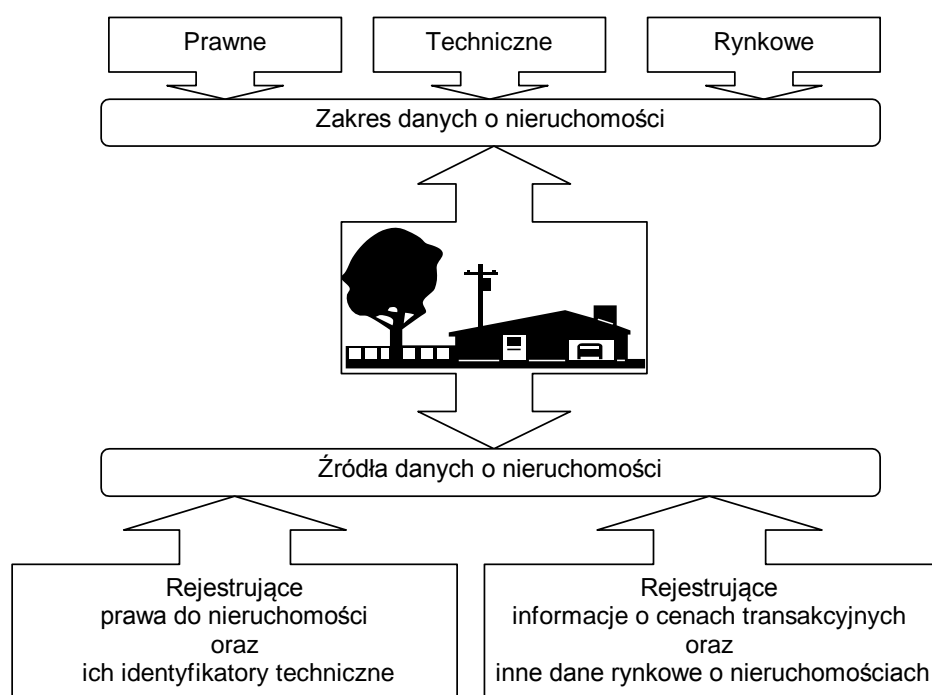 Prawne
Techniczne
Rynkowe
Zakres danych o nieruchomości
Źródła danych o nieruchomości
Rejestrujące
prawa do nieruchomości
oraz
ich identyfikatory techniczne
Rejestrujące
informacje o cenach transakcyjnych
oraz
inne dane rynkowe o nieruchomościach